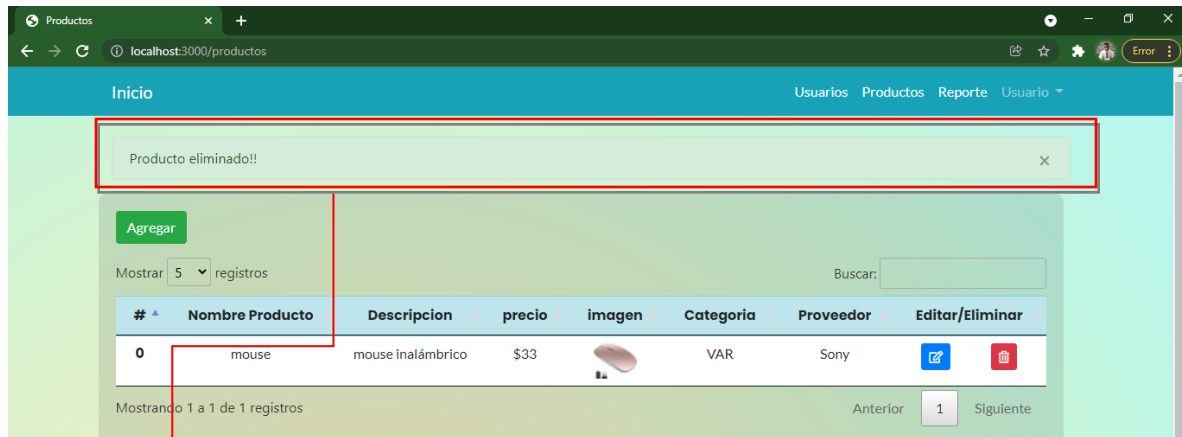 Productos
localhost:3000/productos
Error
Inicio
Usuarios Productos Reporte Usuario
Producto eliminado!!
Agregar
Mostrar 5 registros
Buscar:
# Nombre Producto Descripcion precio imagen Categoria Proveedor Editar/Eliminar
0 mouse mouse inalámbrico $33 VAR Sony
Mostrando 1 a 1 de 1 registros
Anterior 1 Siguiente